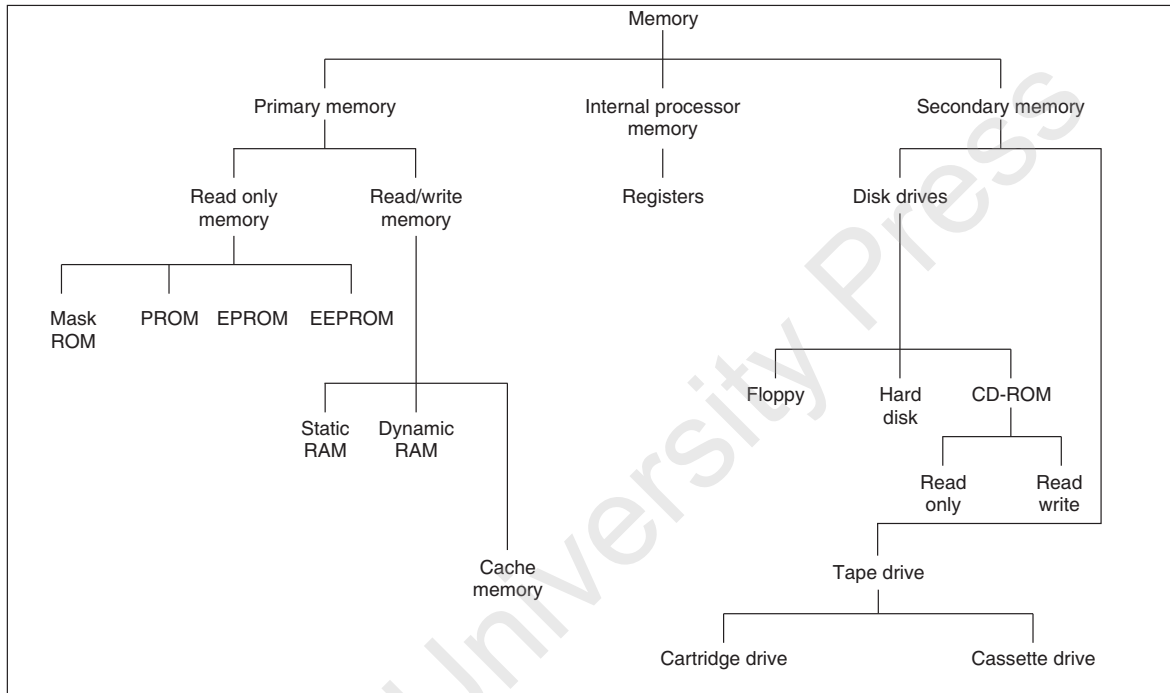 Memory
Primary memory
Internal processor
memory
Secondary memory
Read only
memory
Read/write
memory
Registers
Disk drives
Mask
ROM
PROM
EPROM
EEPROM
Floppy
Hard
disk
CD-ROM
Static
RAM
Dynamic
RAM
Read
only
Read
write
Cache
memory
Tape drive
Cartridge drive
Cassette drive
University Press